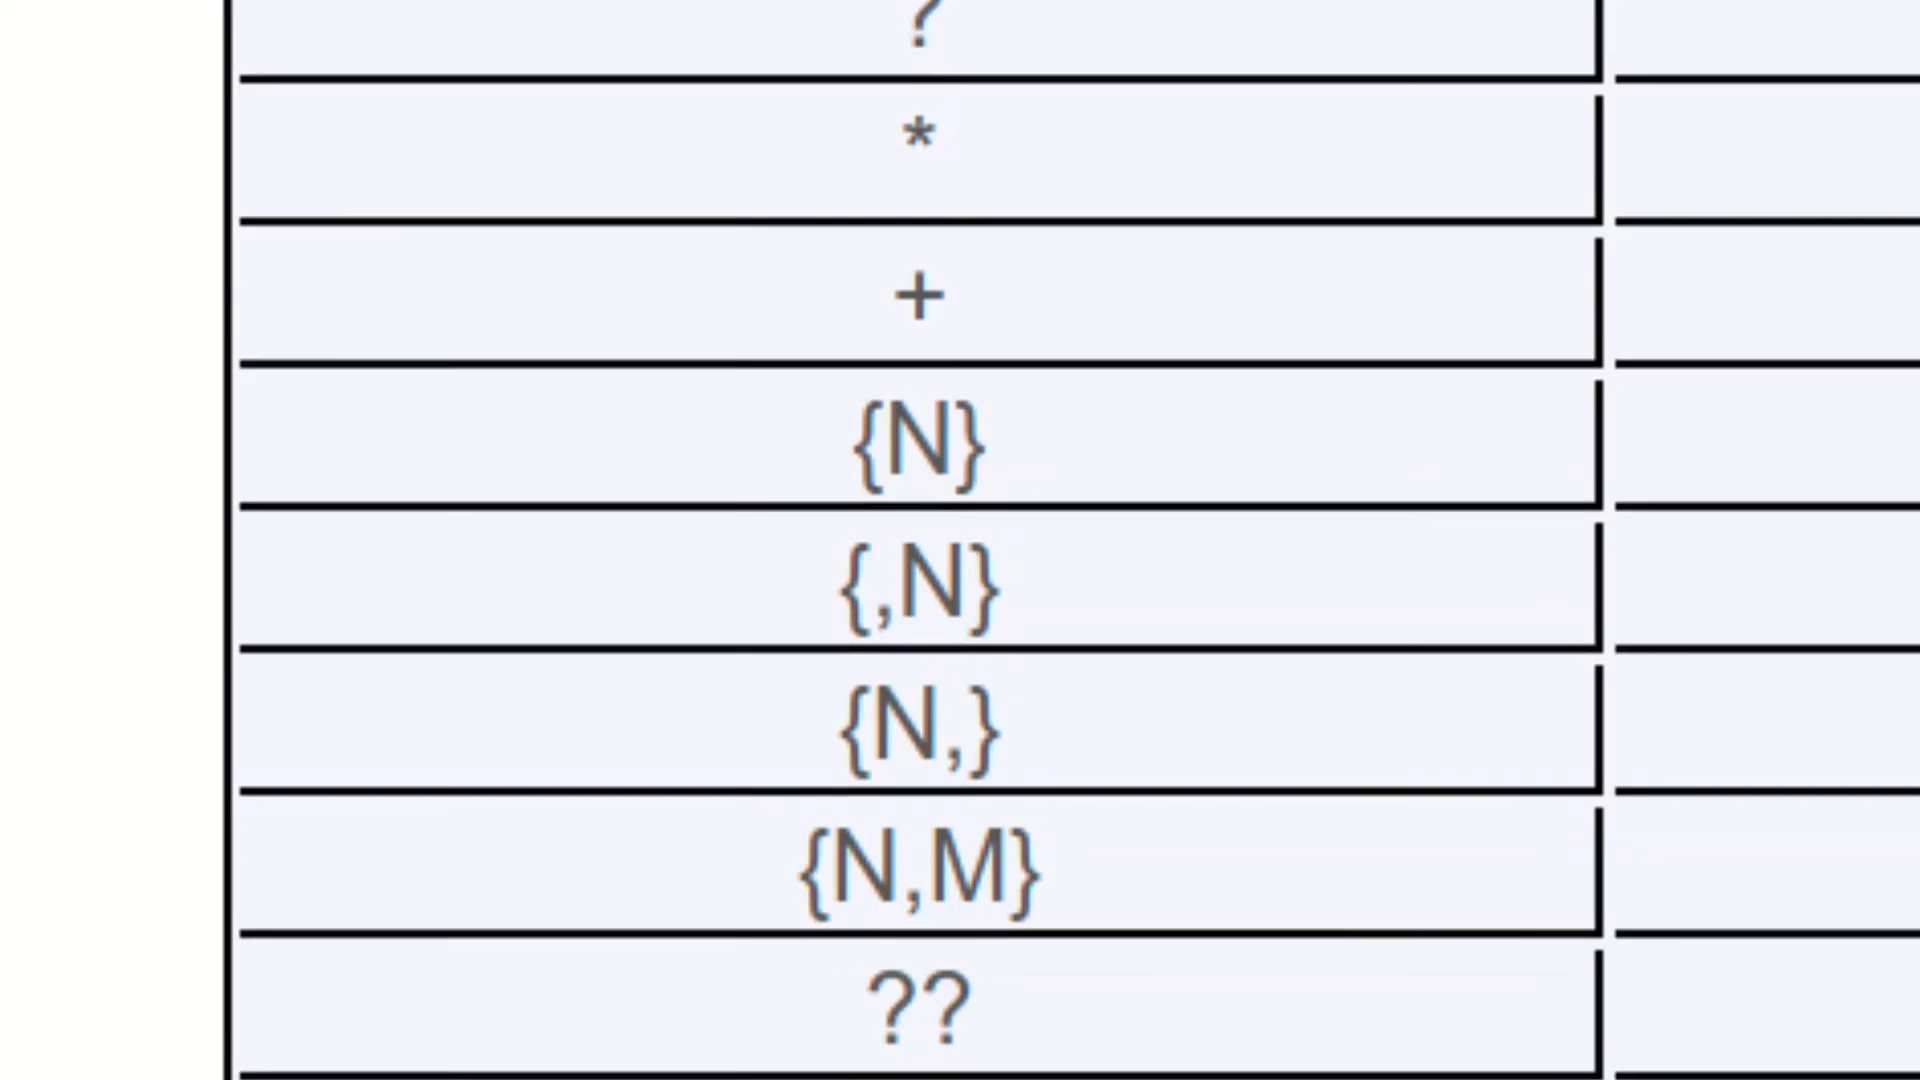 ?
*
+
{N}
{,N}
{N,}
{N,M}
??